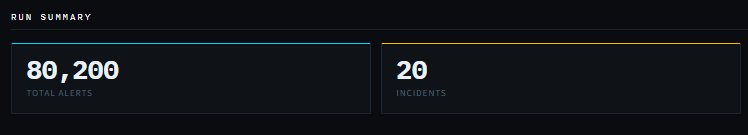 RUN SUMMARY
80,200
TOTAL ALERTS
20
INCIDENTS